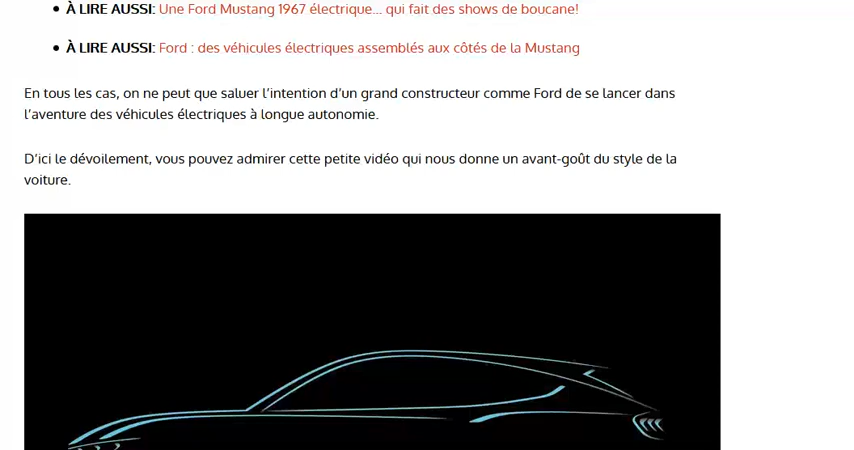 À LIRE AUSSI: Une Ford Mustang 1967 électrique... qui fait des shows de boucane!
À LIRE AUSSI: Ford : des véhicules électriques assemblés aux côtés de la Mustang
En tous les cas, on ne peut que saluer l’intention d’un grand constructeur comme Ford de se lancer dans
l’aventure des véhicules électriques à longue autonomie.
D’ici le dévoilement, vous pouvez admirer cette petite vidéo qui nous donne un avant-goût du style de la
voiture.